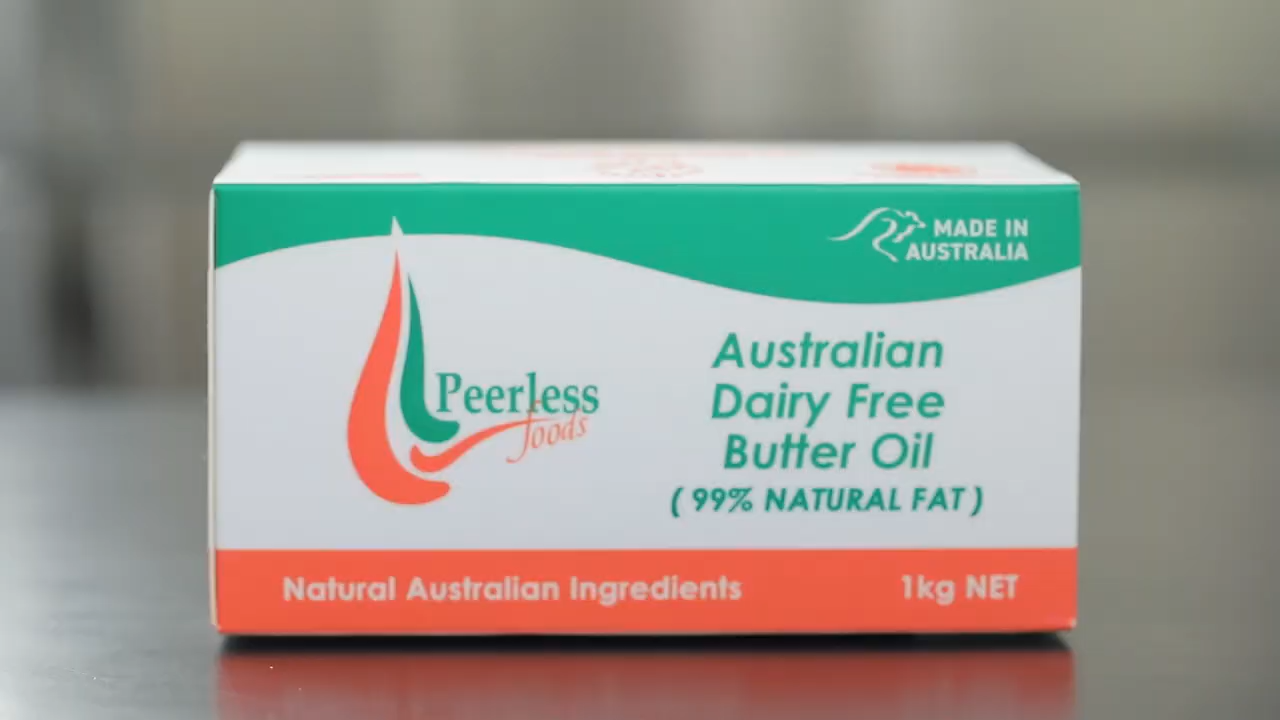 MADE IN
AUSTRALIA
Peerless
foods
Australian
Dairy Free
Butter Oil
( 99% NATURAL FAT )
Natural Australian Ingredients
1kg NET